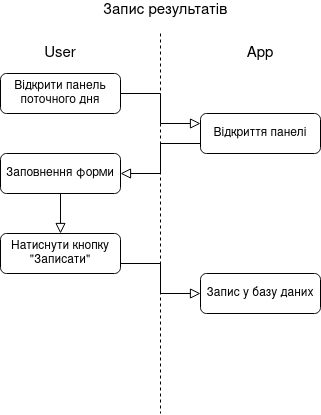 Запис результатів
User
App
Відкрити панель
поточного дня
Відкриття панелі
Заповнення форми
Натиснути кнопку
"Записати"
Запис у базу даних